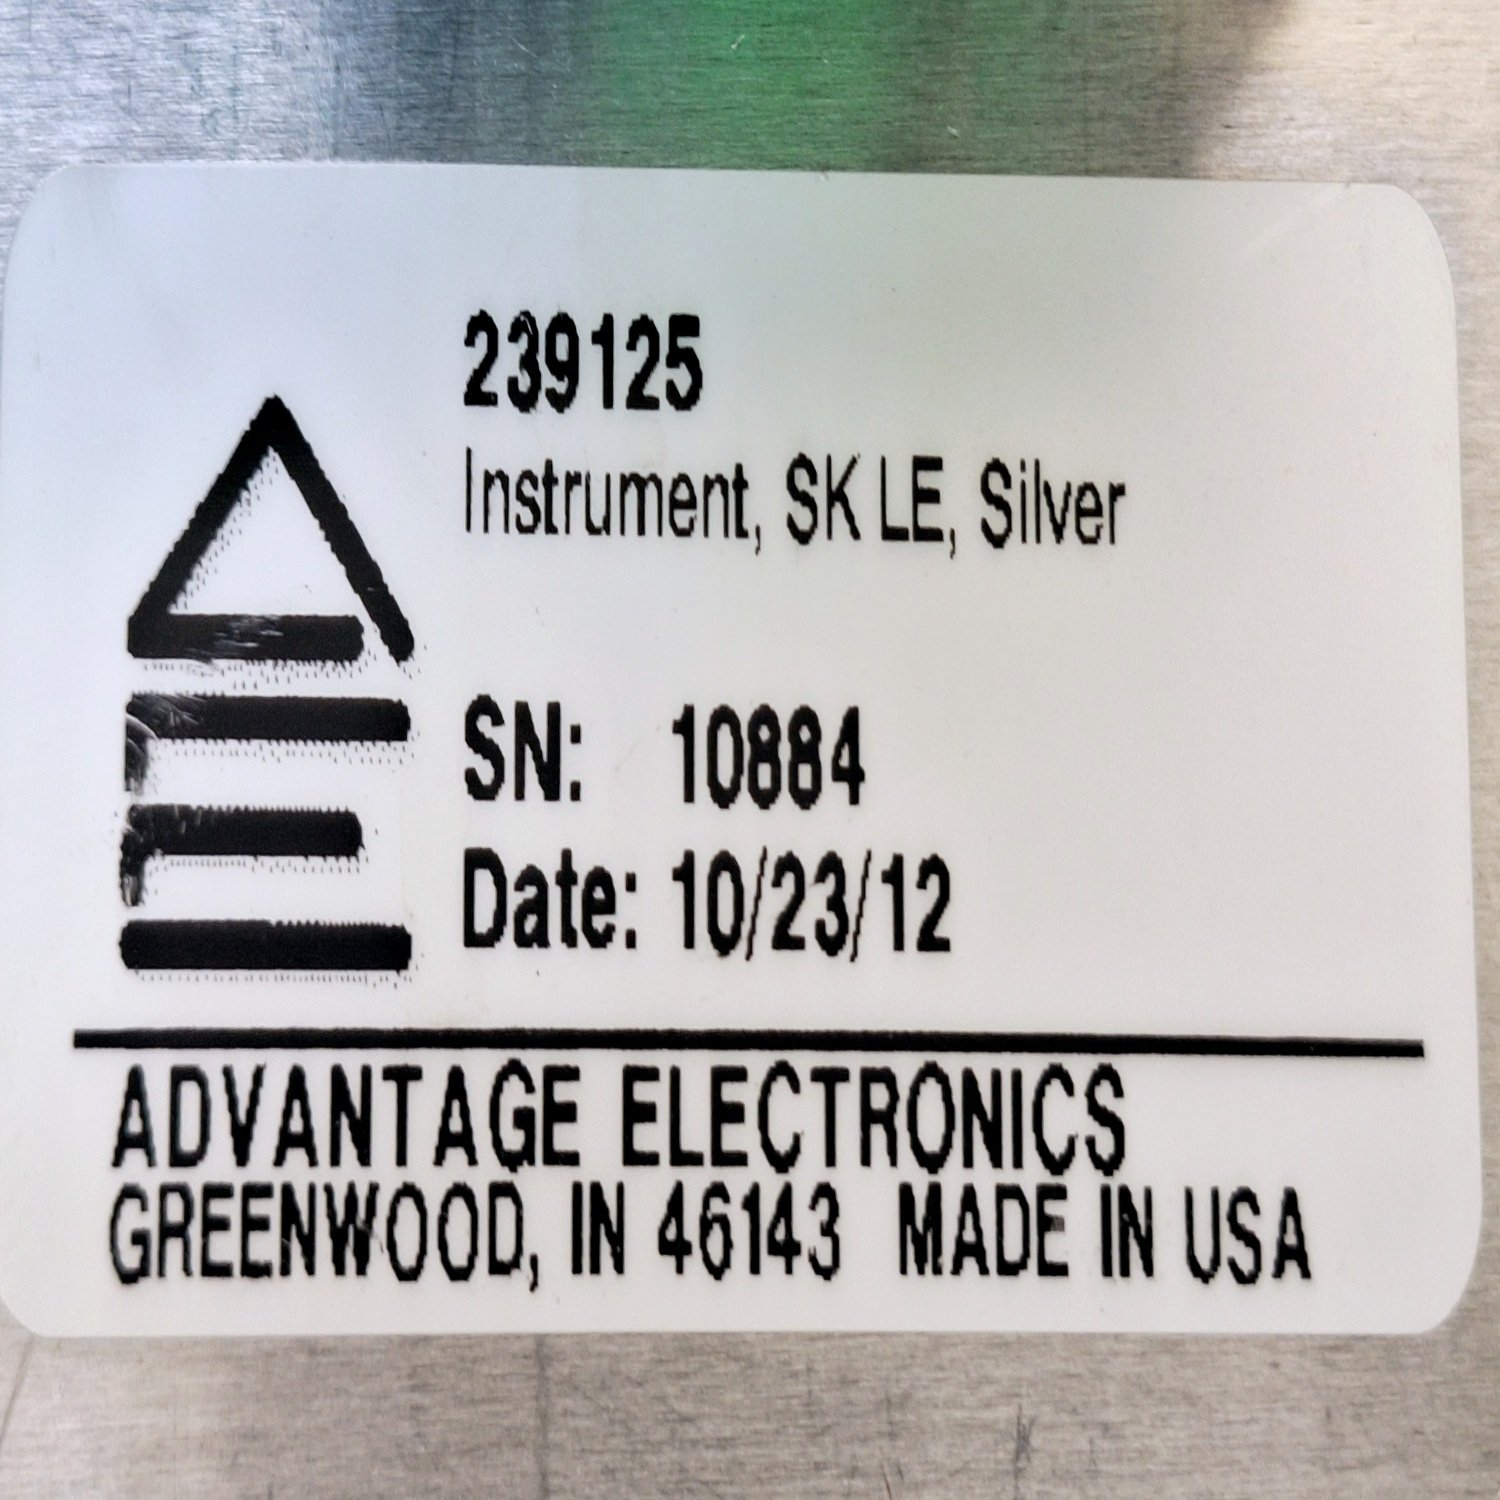 239125
Instrument, SK LE, Silver
SN: 10884
Date: 10/23/12
ADVANTAGE ELECTRONICS
GREENWOOD, IN 46143 MADE IN USA